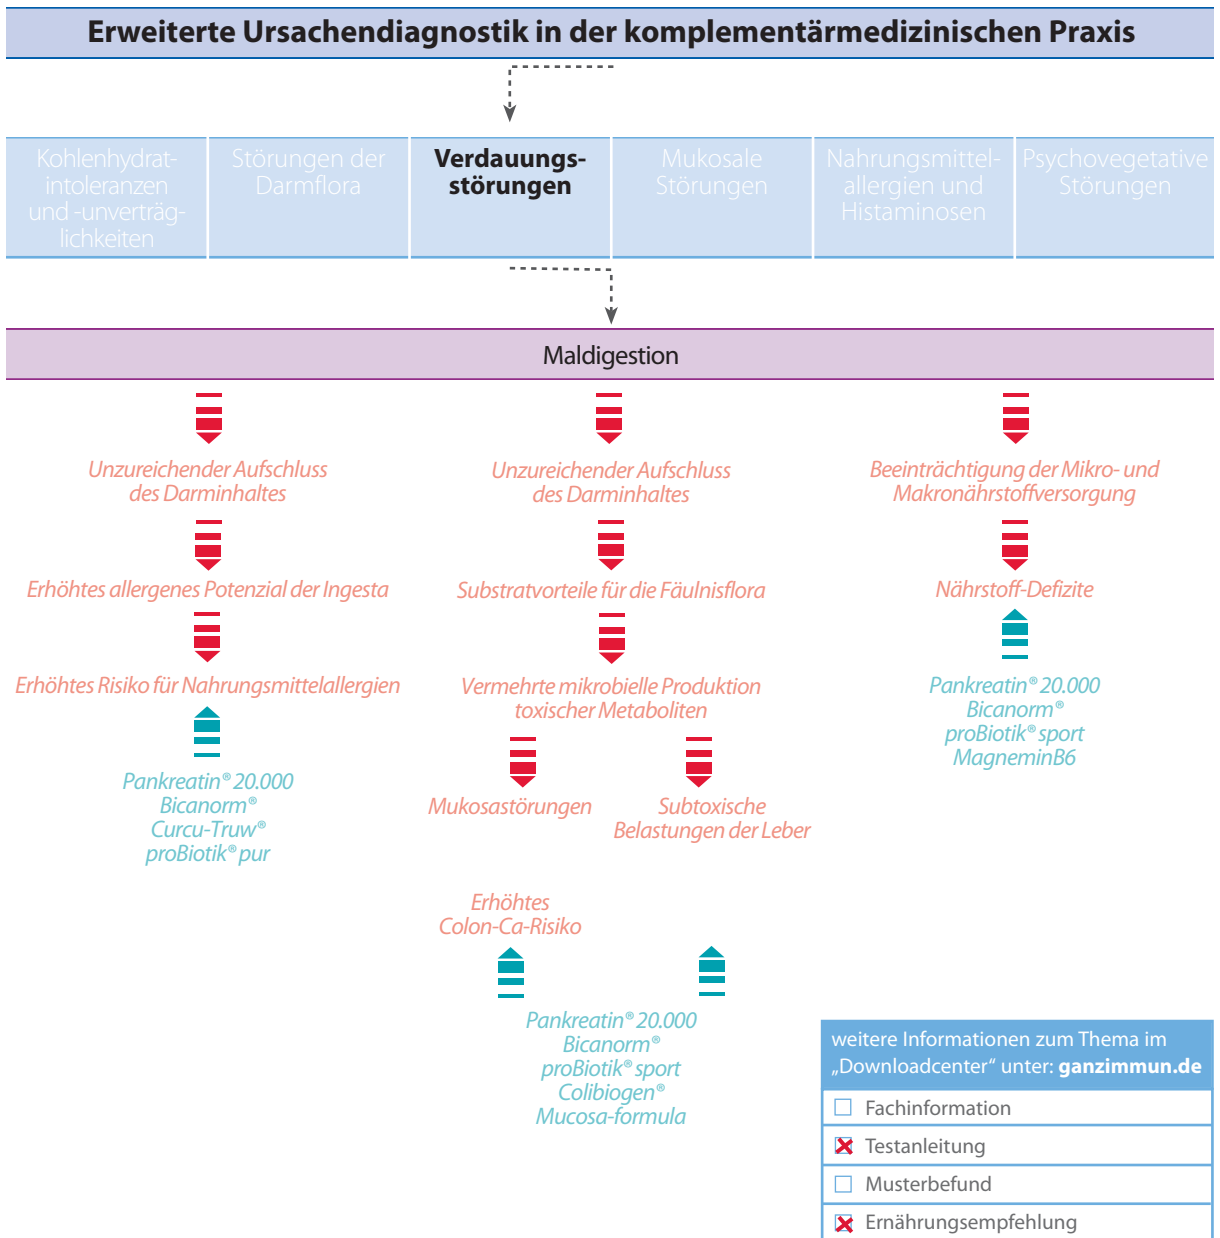 Erweiterte Ursachendiagnostik in der komplementärmedizinischen Praxis
Kohlenhydrat-
intoleranzen
und -unverträg-
lichkeiten
Störungen der
Darmflora
Verdauungs-
störungen
Mukosale
Störungen
Nahrungsmittel-
allergien und
Histaminosen
Psychovegetative
Störungen
Maldigestion
Unzureichender Aufschluss
des Darminhaltes
Erhöhtes allergenes Potenzial der Ingesta
Erhöhtes Risiko für Nahrungsmittelallergien
Pankreatin® 20.000
Bicanorm®
Curcu-Truw®
proBiotik® pur
Unzureichender Aufschluss
des Darminhaltes
Substratvorteile für die Fäulnisflora
Vermehrte mikrobielle Produktion
toxischer Metaboliten
Mukosastörungen
Subtoxische
Belastungen der Leber
Erhöhtes
Colon-Ca-Risiko
Pankreatin® 20.000
Bicanorm®
proBiotik® sport
Colibiogen®
Mucosa-formula
Beeinträchtigung der Mikro- und
Makronährstoffversorgung
Nährstoff-Defizite
Pankreatin® 20.000
Bicanorm®
proBiotik® sport
MagneminB6
weitere Informationen zum Thema im
„Downloadcenter“ unter: ganzimmun.de
Fachinformation
Testanleitung
Musterbefund
Ernährungsempfehlung